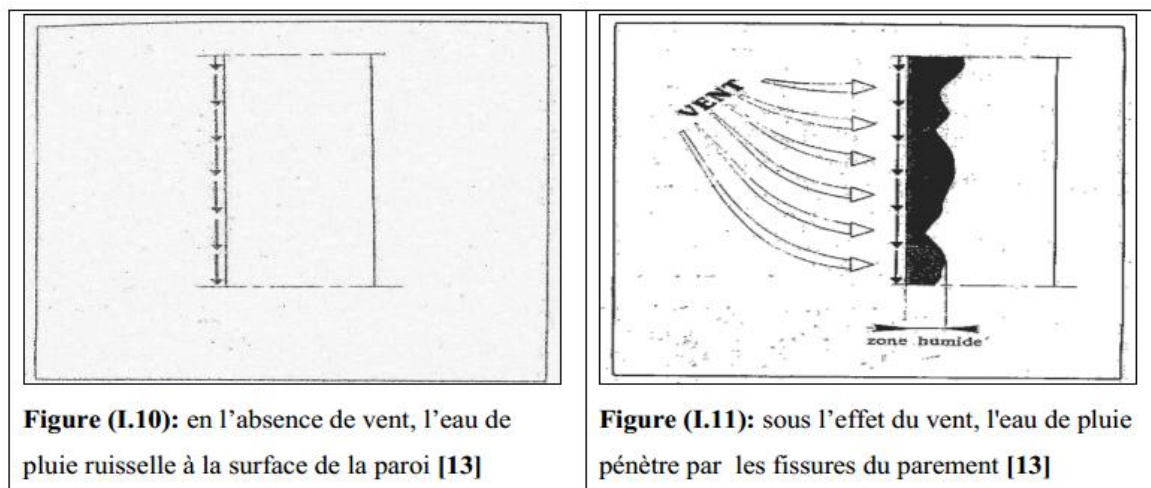 VENT
zone humide
Figure (I.10): en l'absence de vent, l'eau de
pluie ruisselle à la surface de la paroi [13]
Figure (I.11): sous l'effet du vent, l'eau de pluie
pénètre par les fissures du parement [13]